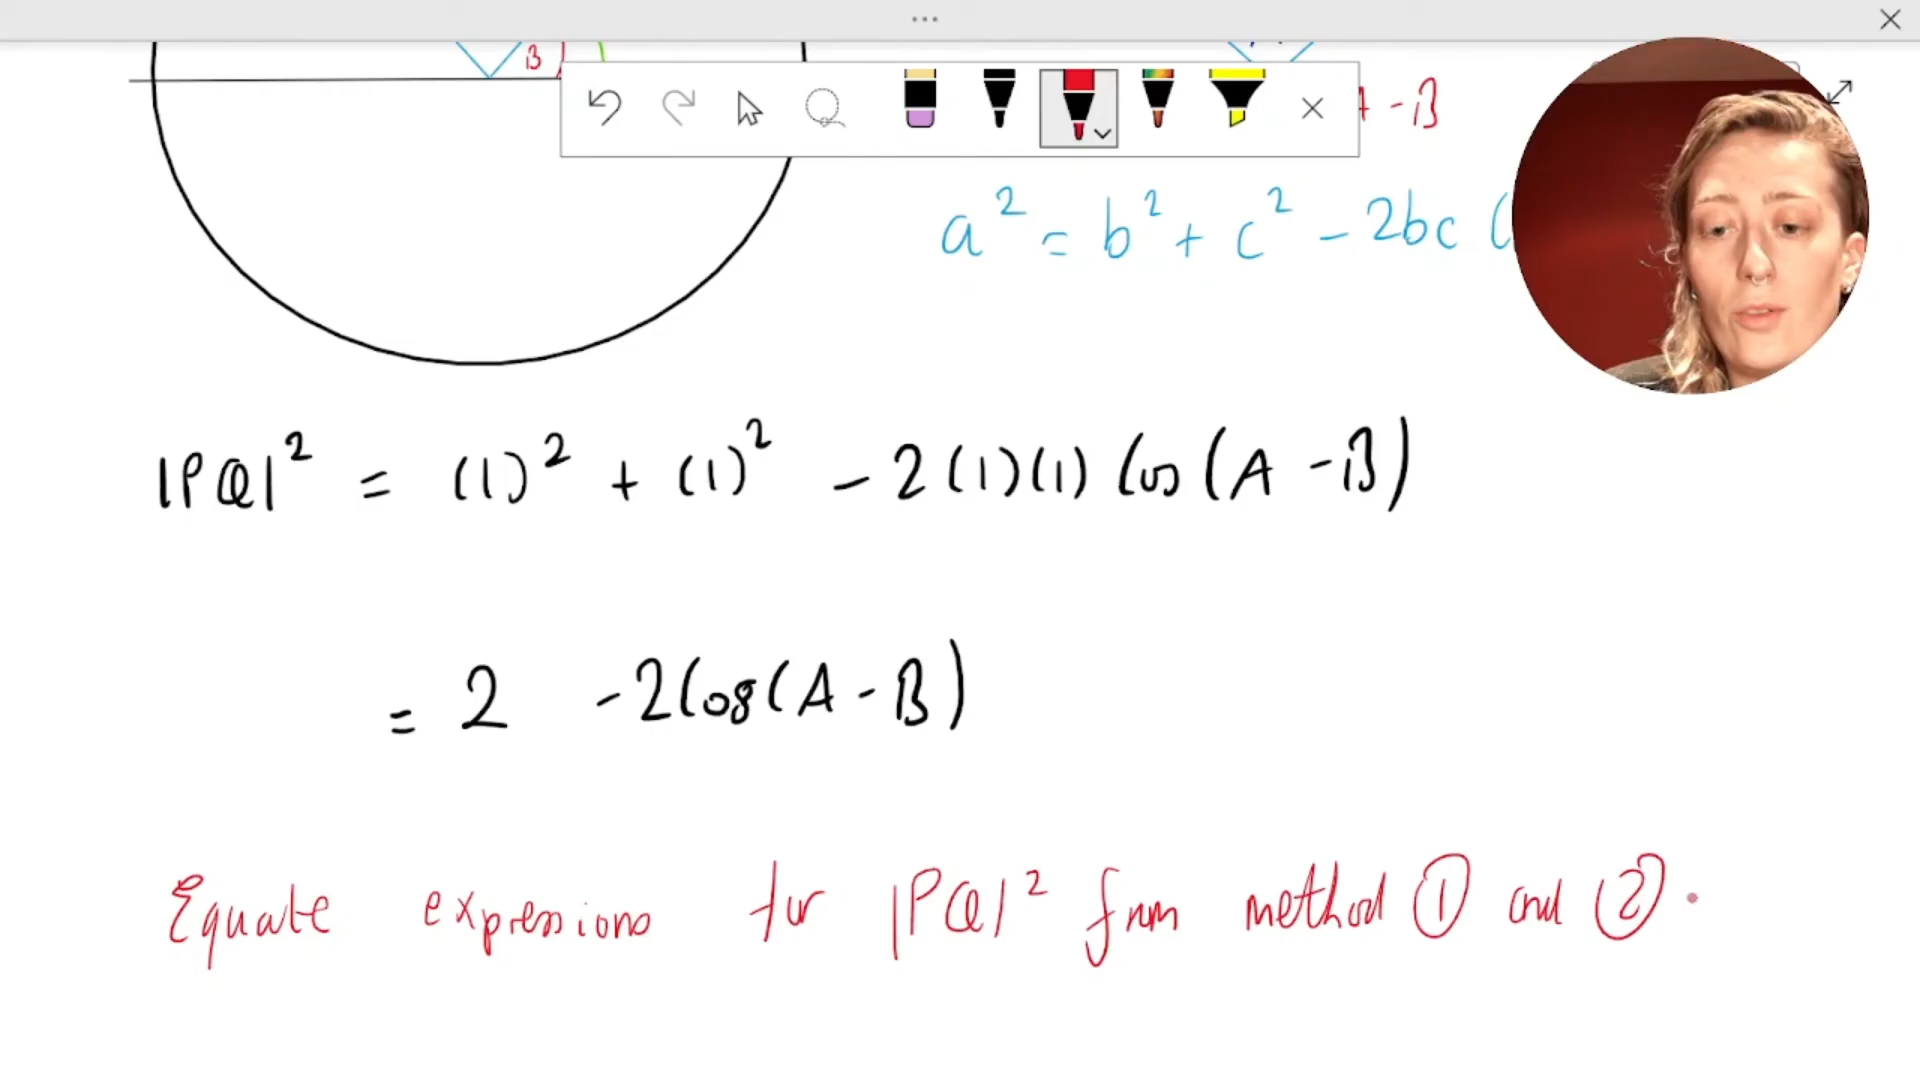 B
A - B
a² = b² + c² - 2bc (
|PQ|² = (1)² + (1)² - 2(1)(1) Cos(A - B)
= 2 - 2Cos(A - B)
Equate expressions for |PQ|² from method ① and ②.